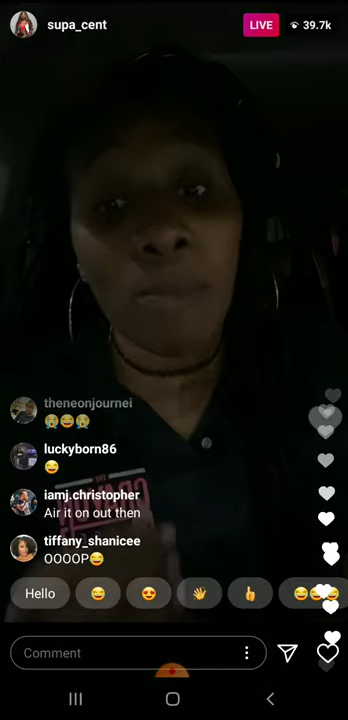 supa_cent
LIVE
39.7k
theneonjournei
😭😂😭
luckyborn86
😂
iamj.christopher
Air it on out then
tiffany_shanicee
OOOOP😂
Hello
Comment